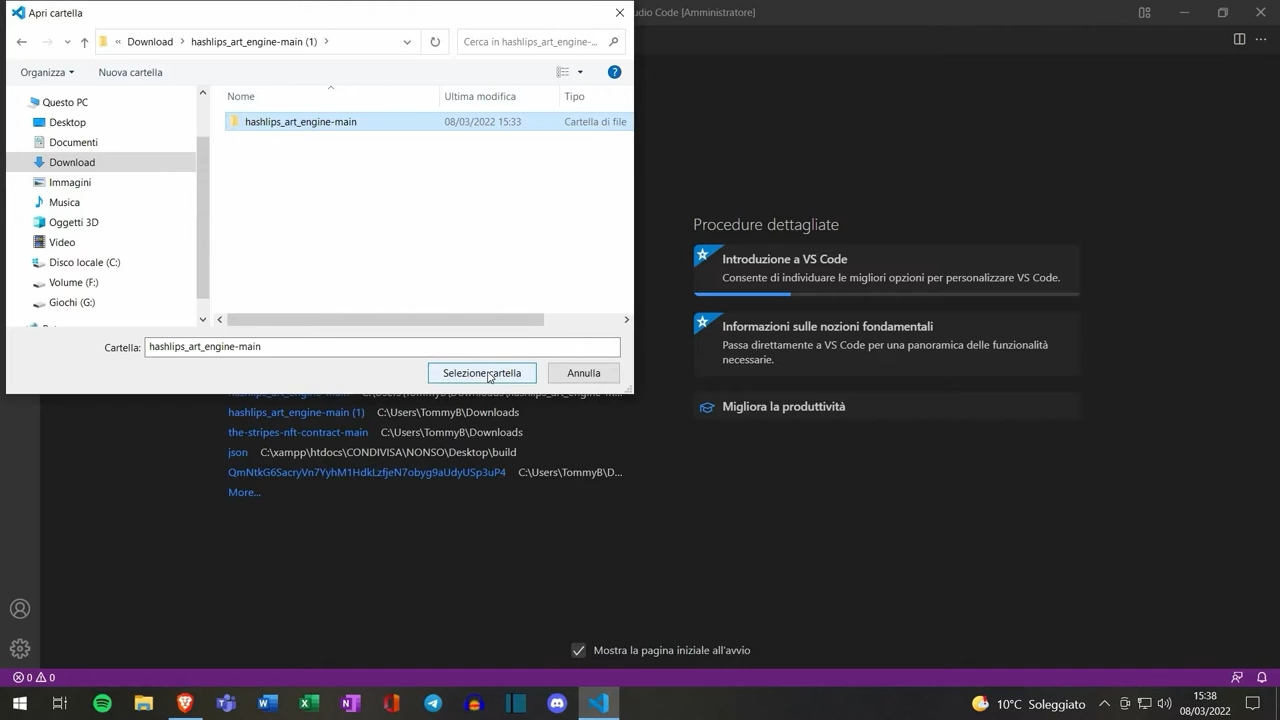 Apri cartella
udio Code [Amministratore]
« Download > hashlips_art_engine-main (1) >
Cerca in hashlips_art_engine-...
Organizza
Nuova cartella
Questo PC
Desktop
Documenti
Download
Immagini
Musica
Oggetti 3D
Video
Disco locale (C:)
Volume (F:)
Giochi (G:)
Nome
Ultima modifica
Tipo
hashlips_art_engine-main
08/03/2022 15:33
Cartella di file
Cartella:
hashlips_art_engine-main
Selezione cartella
Annulla
hashlips_art_engine-main (1) C:\Users\TommyB\Downloads
the-stripes-nft-contract-main C:\Users\TommyB\Downloads
json C:\xampp\htdocs\CONDIVISA\NONSO\Desktop\build
QmNtkG6SacryVn7YyhM1HdkLzfjeN7obyg9aUdyUSp3uP4 C:\Users\TommyB\D...
More...
Procedure dettagliate
Introduzione a VS Code
Consente di individuare le migliori opzioni per personalizzare VS Code.
Informazioni sulle nozioni fondamentali
Passa direttamente a VS Code per una panoramica delle funzionalità
necessarie.
Migliora la produttività
Mostra la pagina iniziale all'avvio
0 0
10°C Soleggiato
15:38
08/03/2022